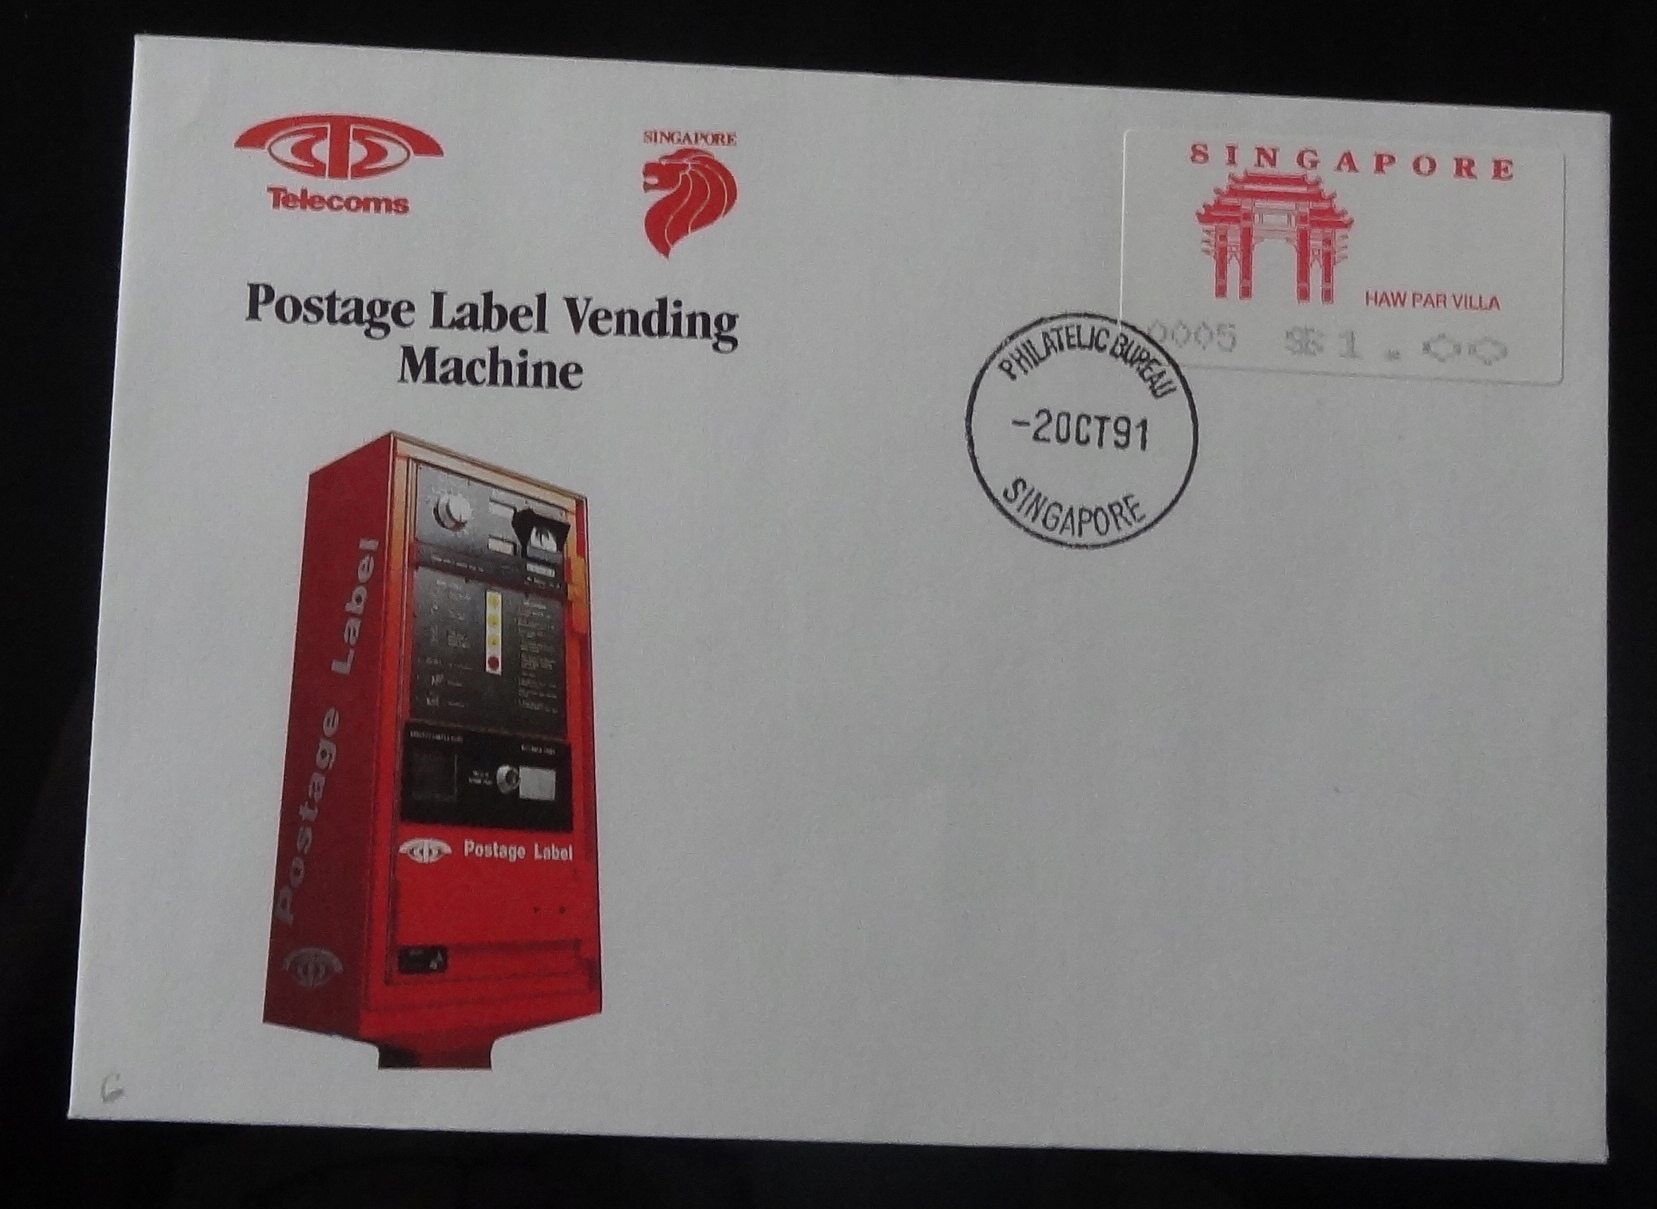 Telecoms
SINGAPORE
Postage Label Vending
Machine
SINGAPORE
HAW PAR VILLA
0005 S$1.00
PHILATELIC BUREAU
-2OCT91
SINGAPORE
Postage Label
Postage Label
G